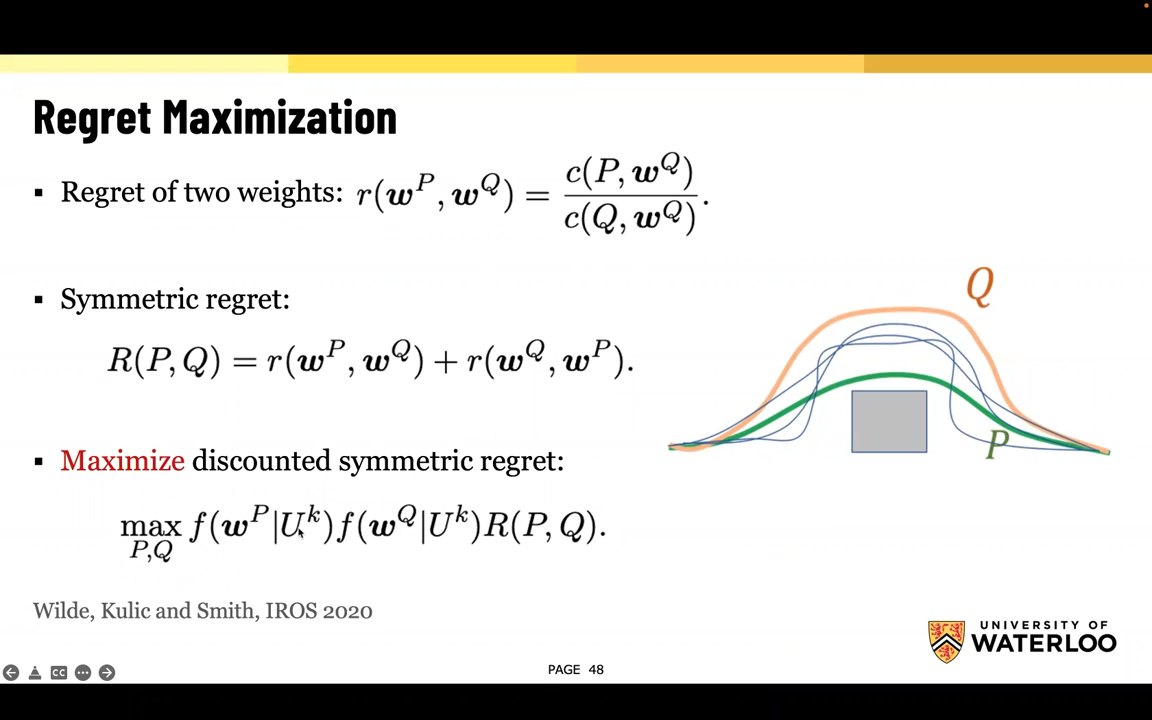 Regret Maximization
▪ Regret of two weights: r(w^P, w^Q) = c(P, w^Q) / c(Q, w^Q).
Q
▪ Symmetric regret:
R(P, Q) = r(w^P, w^Q) + r(w^Q, w^P).
P
▪ Maximize discounted symmetric regret:
max_{P,Q} f(w^P|U^k) f(w^Q|U^k) R(P, Q).
Wilde, Kulic and Smith, IROS 2020
UNIVERSITY OF
WATERLOO
CC
PAGE 48